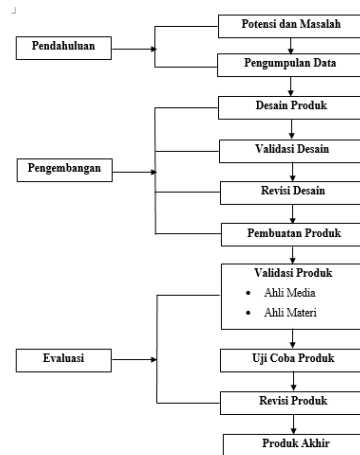 Potensi dan Masalah
Pendahuluan
Pengumpulan Data
Desain Produk
Validasi Desain
Pengembangan
Revisi Desain
Pembuatan Produk
Validasi Produk
• Ahli Media
• Ahli Materi
Evaluasi
Uji Coba Produk
Revisi Produk
Produk Akhir